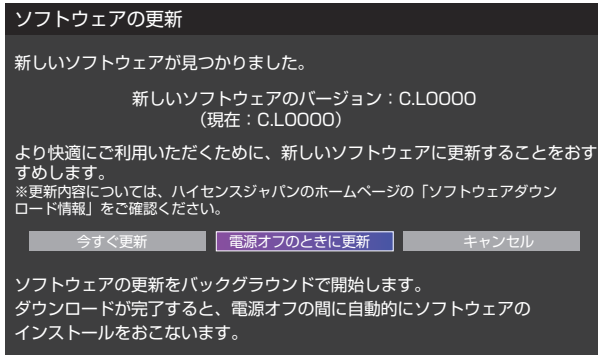 ソフトウェアの更新
新しいソフトウェアが見つかりました。
新しいソフトウェアのバージョン：C.L0000
（現在：C.L0000）
より快適にご利用いただくために、新しいソフトウェアに更新することをおす
すめします。
※更新内容については、ハイセンスジャパンのホームページの「ソフトウェアダウン
ロード情報」をご確認ください。
今すぐ更新 電源オフのときに更新 キャンセル
ソフトウェアの更新をバックグラウンドで開始します。
ダウンロードが完了すると、電源オフの間に自動的にソフトウェアの
インストールをおこないます。